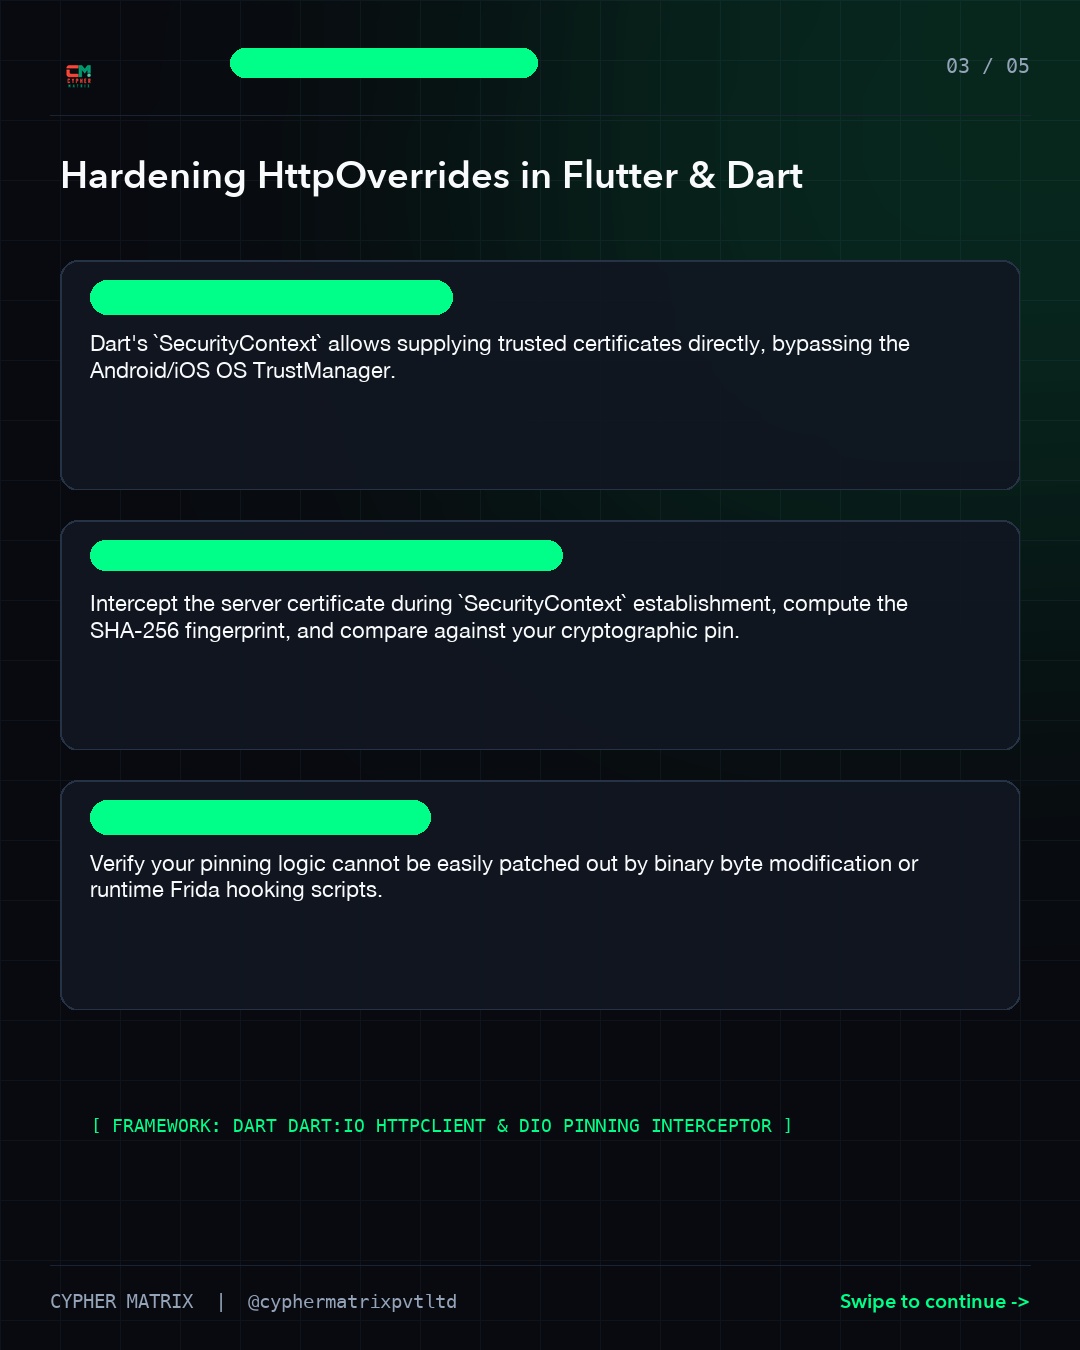 CM
CYPHER
MATRIX
03 / 05
Hardening HttpOverrides in Flutter & Dart
Dart's `SecurityContext` allows supplying trusted certificates directly, bypassing the
Android/iOS OS TrustManager.
Intercept the server certificate during `SecurityContext` establishment, compute the
SHA-256 fingerprint, and compare against your cryptographic pin.
Verify your pinning logic cannot be easily patched out by binary byte modification or
runtime Frida hooking scripts.
[ FRAMEWORK: DART DART:IO HTTPCLIENT & DIO PINNING INTERCEPTOR ]
CYPHER MATRIX | @cyphermatrixpvtltd
Swipe to continue ->